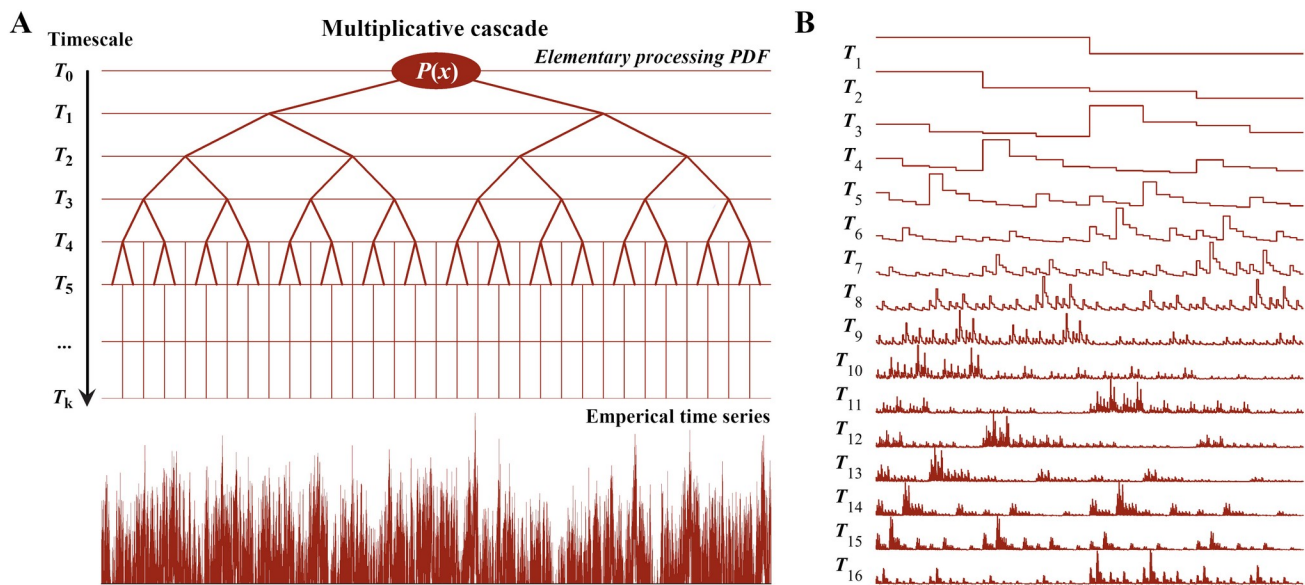 A
Multiplicative cascade
Timescale
Elementary processing PDF
T0
P(x)
T1
T2
T3
T4
T5
...
Tk
Emperical time series
B
T1
T2
T3
T4
T5
T6
T7
T8
T9
T10
T11
T12
T13
T14
T15
T16